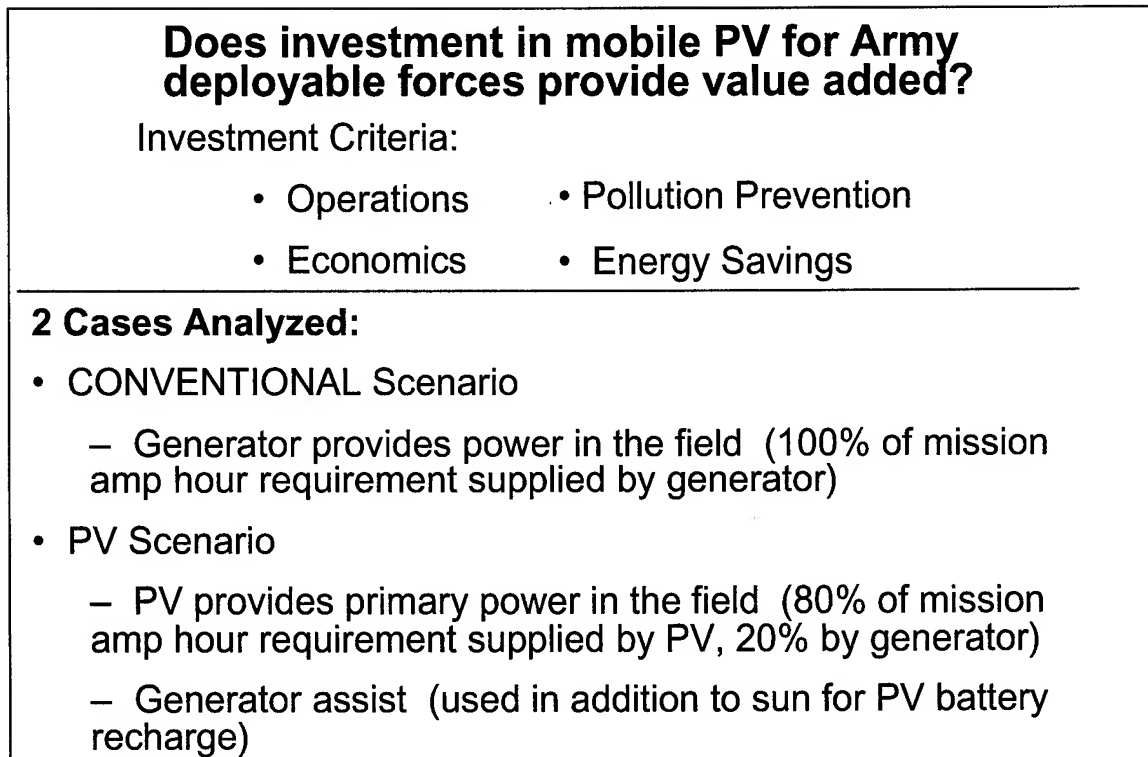 Does investment in mobile PV for Army
deployable forces provide value added?
Investment Criteria:
• Operations • Pollution Prevention
• Economics • Energy Savings
2 Cases Analyzed:
• CONVENTIONAL Scenario
– Generator provides power in the field (100% of mission
amp hour requirement supplied by generator)
• PV Scenario
– PV provides primary power in the field (80% of mission
amp hour requirement supplied by PV, 20% by generator)
– Generator assist (used in addition to sun for PV battery
recharge)